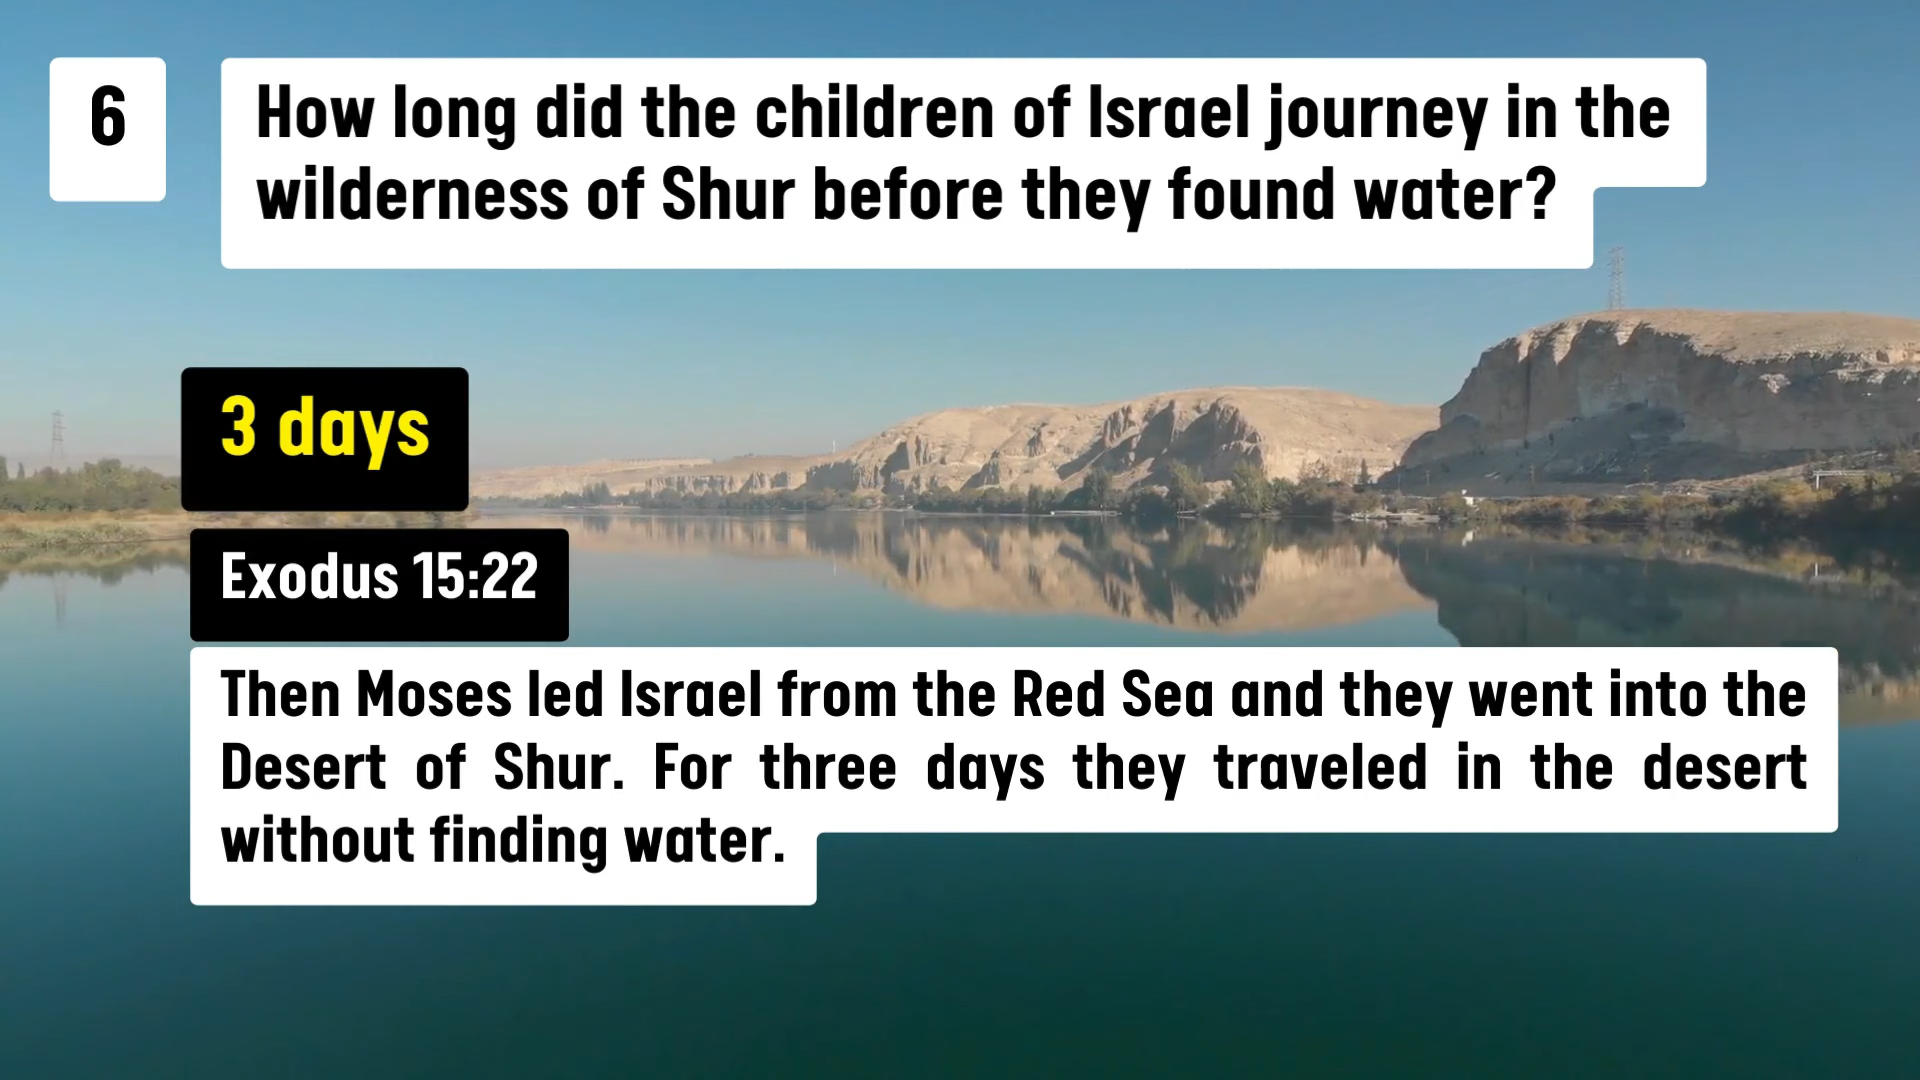 6
How long did the children of Israel journey in the
wilderness of Shur before they found water?
3 days
Exodus 15:22
Then Moses led Israel from the Red Sea and they went into the
Desert of Shur. For three days they traveled in the desert
without finding water.